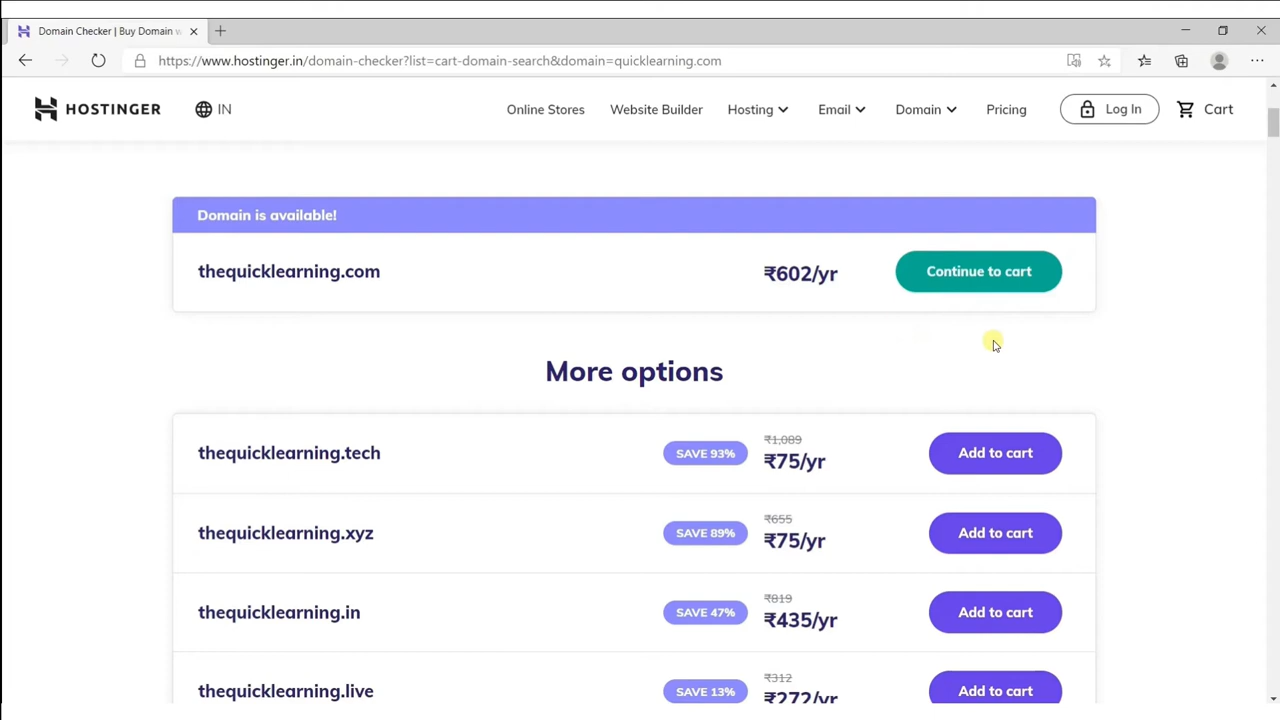 Domain Checker | Buy Domain w
https://www.hostinger.in/domain-checker?list=cart-domain-search&domain=quicklearning.com
HOSTINGER
IN
Online Stores
Website Builder
Hosting
Email
Domain
Pricing
Log In
Cart
Domain is available!
thequicklearning.com
₹602/yr
Continue to cart
More options
thequicklearning.tech
SAVE 93%
₹1,089
₹75/yr
Add to cart
thequicklearning.xyz
SAVE 89%
₹655
₹75/yr
Add to cart
thequicklearning.in
SAVE 47%
₹819
₹435/yr
Add to cart
thequicklearning.live
SAVE 13%
₹312
₹272/yr
Add to cart